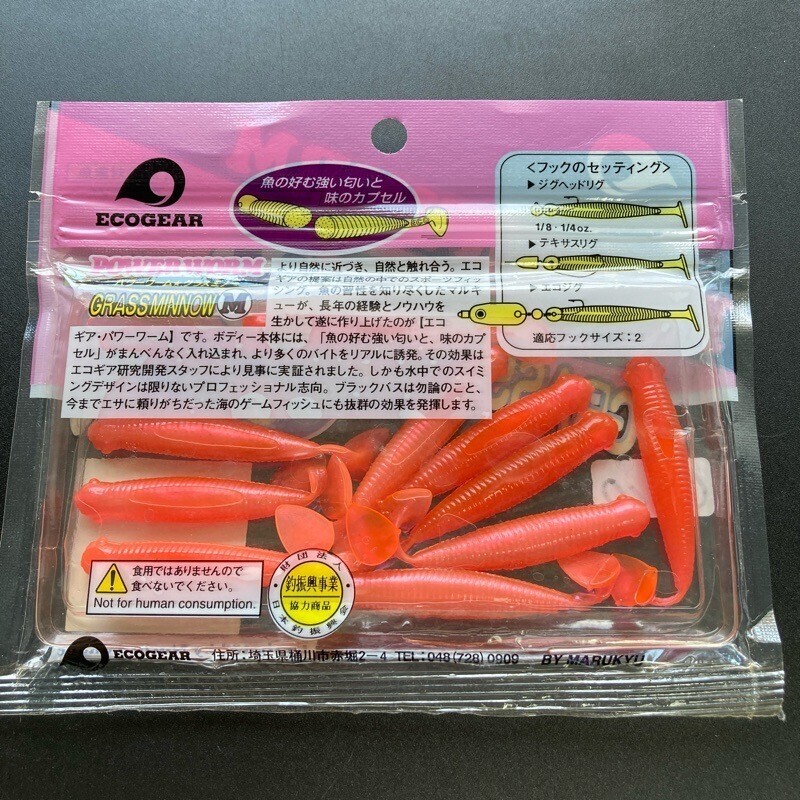 ECOGEAR
魚の好む強い匂いと
味のカプセル
<フックのセッティング>
▶ジグヘッドリグ
1/8・1/4oz.
▶テキサスリグ
▶エコジグ
適応フックサイズ：2
POWER WORM
パワーワームグラスミノー
GRASSMINNOW M
より自然に近づき、自然と触れ合う。エコ
ギアの提案は自然の中でのスポーツフィッ
シング。魚の習性を知り尽くしたマルキ
ューが、長年の経験とノウハウを
生かして遂に作り上げたのが【エコ
ギア・パワーワーム】です。ボディー本体には、「魚の好む強い匂いと、味のカプ
セル」がまんべんなく入れ込まれ、より多くのバイトをリアルに誘発。その効果は
エコギア研究開発スタッフにより見事に実証されました。しかも水中でのスイミ
ングデザインは限りないプロフェッショナル志向。ブラックバスは勿論のこと、
今までエサに頼りがちだった海のゲームフィッシュにも抜群の効果を発揮します。
食用ではありませんので
食べないでください。
Not for human consumption.
財団法人
釣振興事業
協力商品
日本釣振興会
ECOGEAR 住所：埼玉県桶川市赤堀2－4 TEL：048(728)0909 BY MARUKYU